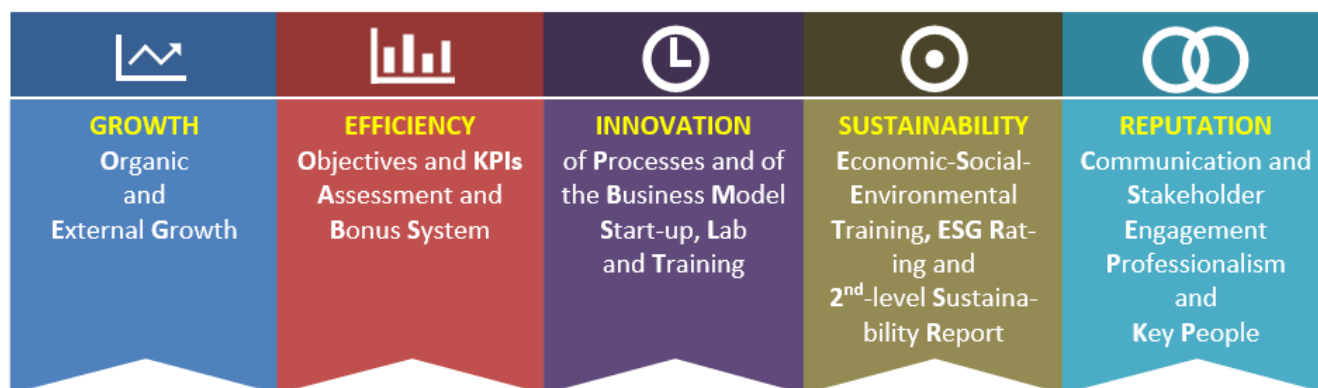 GROWTH
Organic
and
External Growth
EFFICIENCY
Objectives and KPIs
Assessment and
Bonus System
INNOVATION
of Processes and of
the Business Model
Start-up, Lab
and Training
SUSTAINABILITY
Economic-Social-
Environmental
Training, ESG Rat-
ing and
2nd-level Sustaina-
bility Report
REPUTATION
Communication and
Stakeholder
Engagement
Professionalism
and
Key People